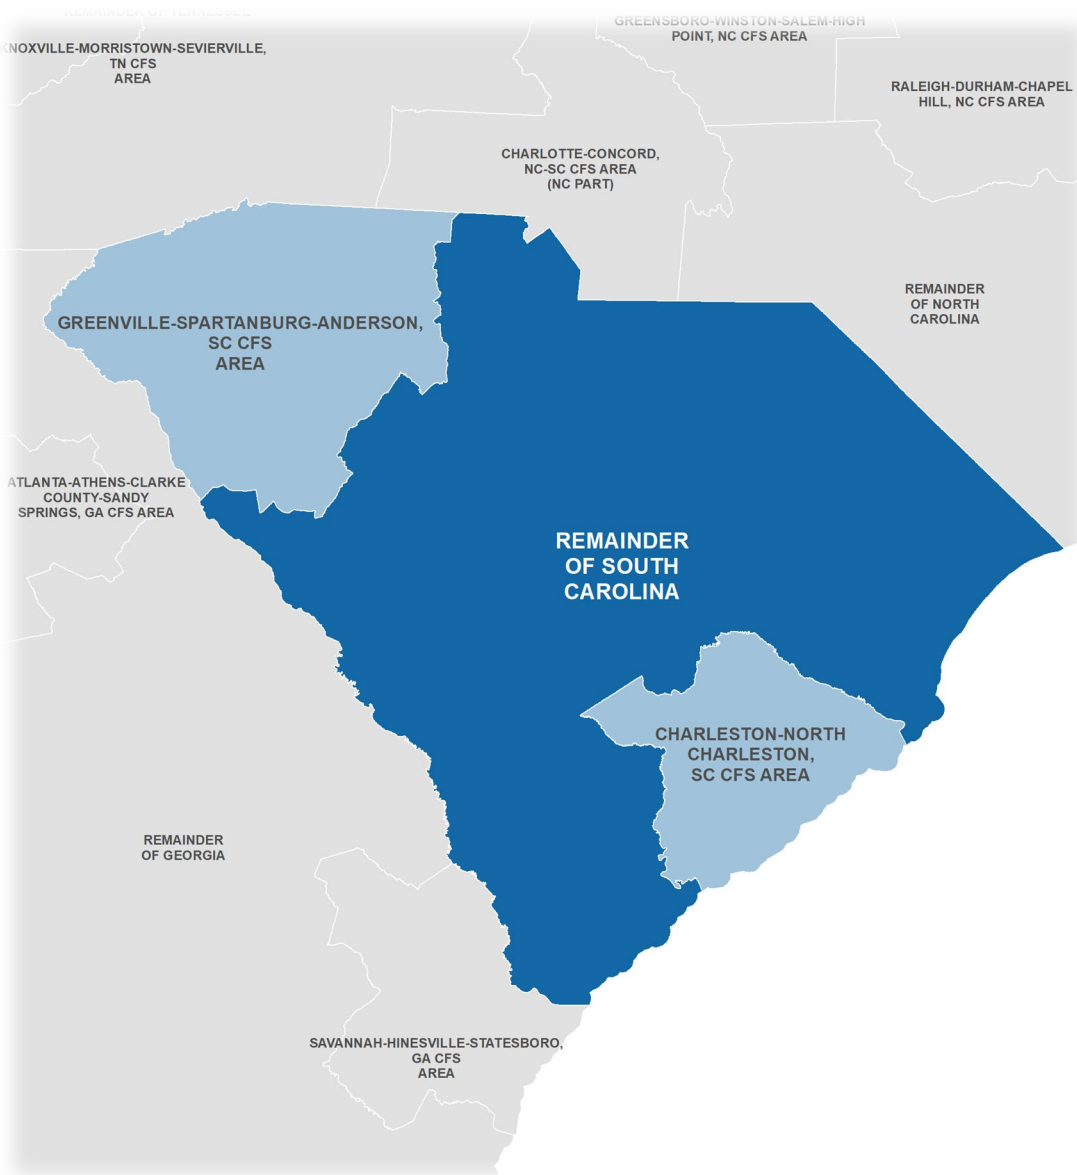 REMAINDER OF TENNESSEE
KNOXVILLE-MORRISTOWN-SEVIERVILLE,
TN CFS
AREA
GREENSBORO-WINSTON-SALEM-HIGH
POINT, NC CFS AREA
RALEIGH-DURHAM-CHAPEL
HILL, NC CFS AREA
CHARLOTTE-CONCORD,
NC-SC CFS AREA
(NC PART)
REMAINDER
OF NORTH
CAROLINA
GREENVILLE-SPARTANBURG-ANDERSON,
SC CFS
AREA
ATLANTA-ATHENS-CLARKE
COUNTY-SANDY
SPRINGS, GA CFS AREA
REMAINDER
OF SOUTH
CAROLINA
CHARLESTON-NORTH
CHARLESTON,
SC CFS AREA
REMAINDER
OF GEORGIA
SAVANNAH-HINESVILLE-STATESBORO,
GA CFS
AREA